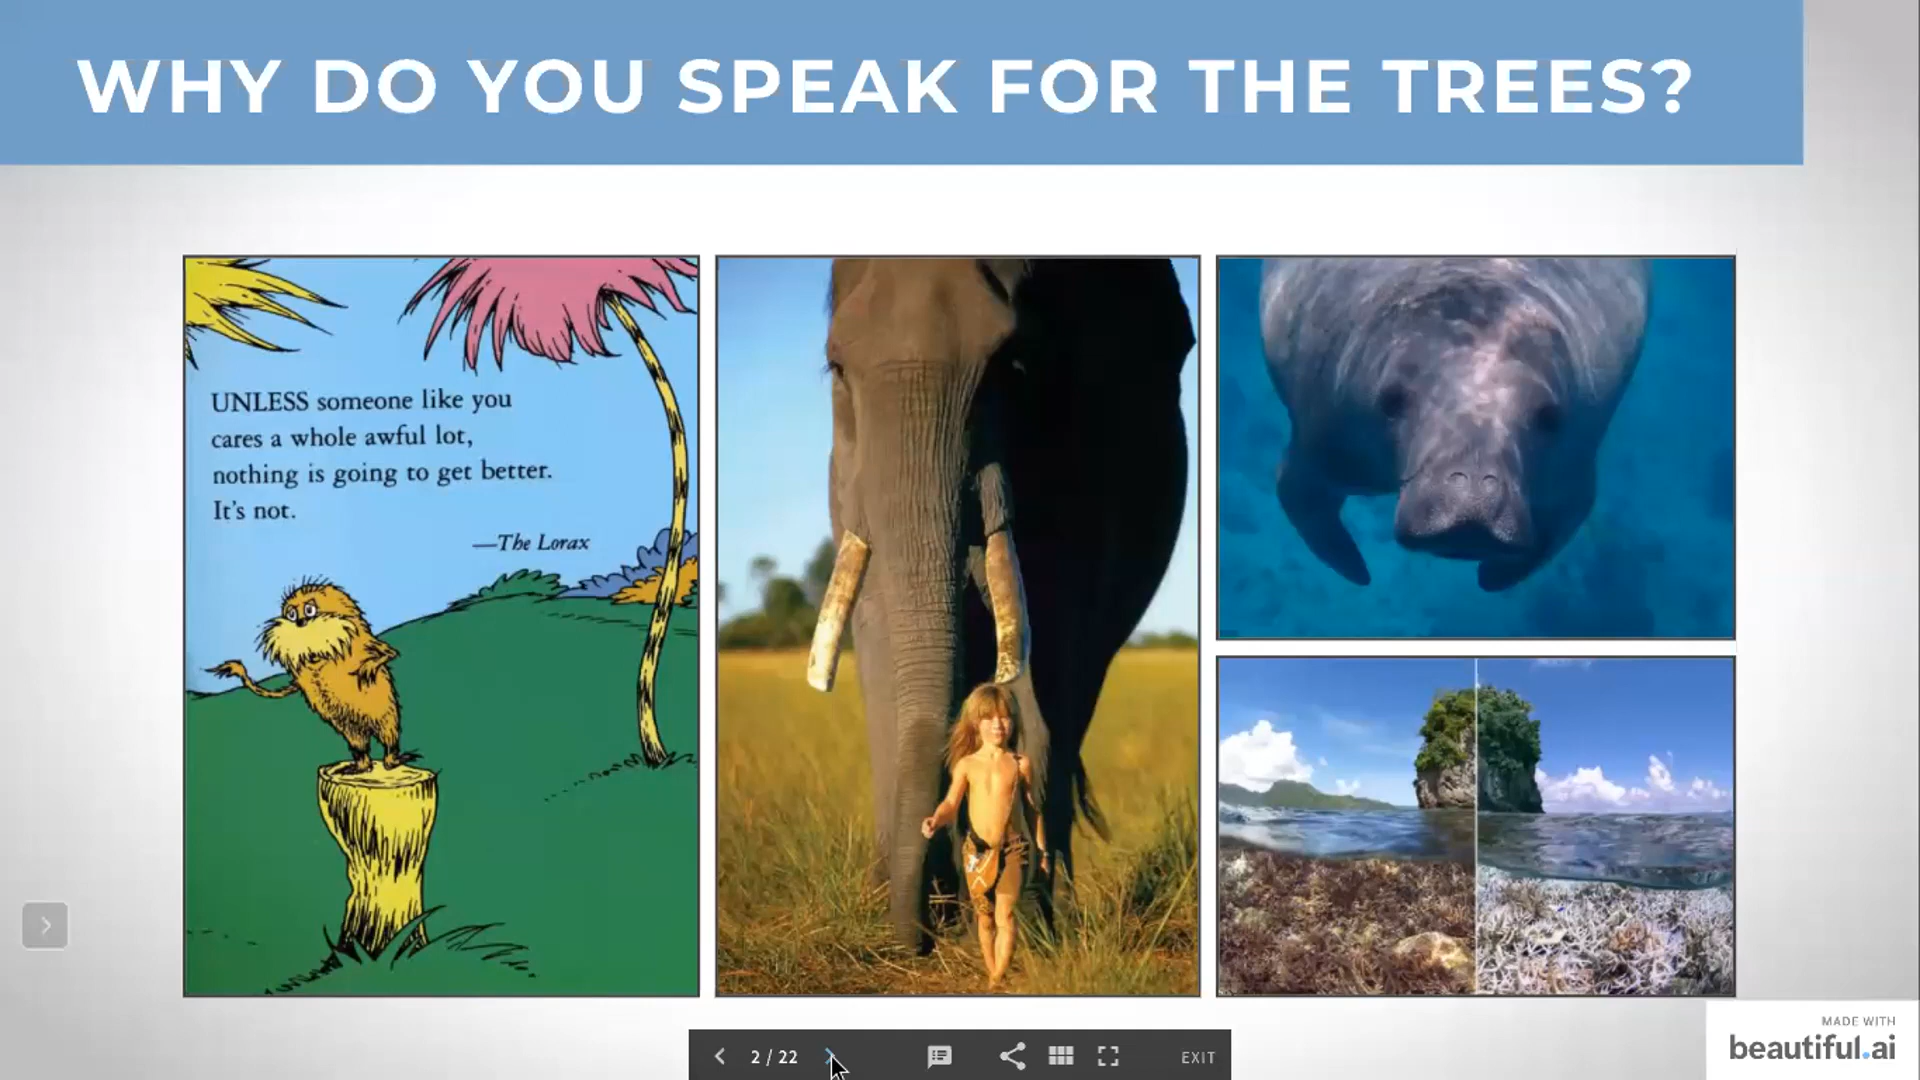 WHY DO YOU SPEAK FOR THE TREES?
UNLESS someone like you
cares a whole awful lot,
nothing is going to get better.
It's not.
—The Lorax
2 / 22
EXIT
MADE WITH
beautiful.ai